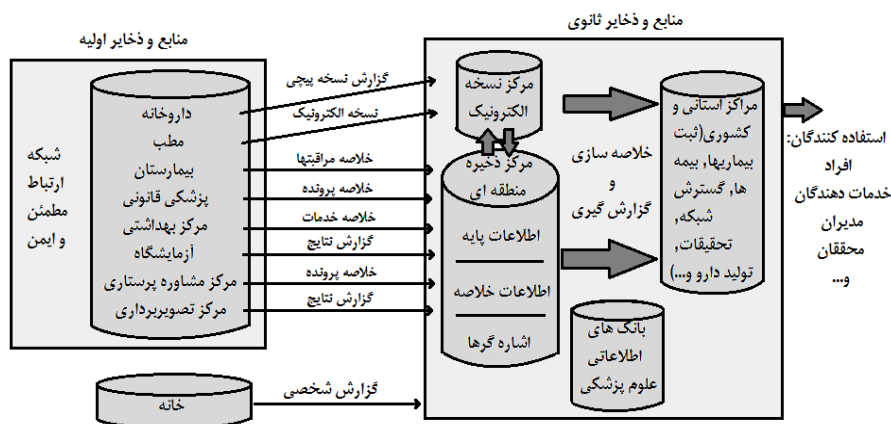 منابع و ذخایر اولیه
شبکه
ارتباط
مطمئن
و ایمن
داروخانه
مطب
بیمارستان
پزشکی قانونی
مرکز بهداشتی
آزمایشگاه
مرکز مشاوره پرستاری
مرکز تصویربرداری
خانه
گزارش نسخه پیچی
نسخه الکترونیک
خلاصه مراقبتها
خلاصه پرونده
خلاصه خدمات
گزارش نتایج
خلاصه پرونده
گزارش نتایج
گزارش شخصی
منابع و ذخایر ثانوی
مرکز نسخه
الکترونیک
مرکز ذخیره
منطقه ای
اطلاعات پایه
اطلاعات خلاصه
اشاره گرها
خلاصه سازی
و
گزارش گیری
بانک های
اطلاعاتی
علوم پزشکی
مراکز استانی و
کشوری(ثبت
بیماریها, بیمه
ها, گسترش
شبکه,
تحقیقات,
تولید دارو و...)
استفاده کنندگان:
افراد
خدمات دهندگان
مدیران
محققان
و...